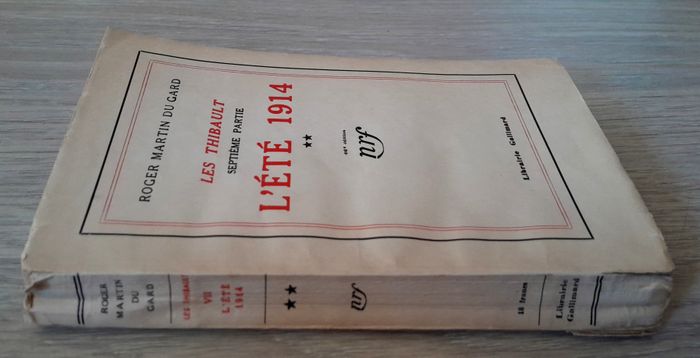 ROGER MARTIN DU GARD
LES THIBAULT
SEPTIÈME PARTIE
L'ÉTÉ 1914
**
nrf
Librairie Gallimard
ROGER
MARTIN
DU
GARD
LES THIBAULT
VII
L'ÉTÉ
1914
**
nrf
18 francs
Librairie
Gallimard